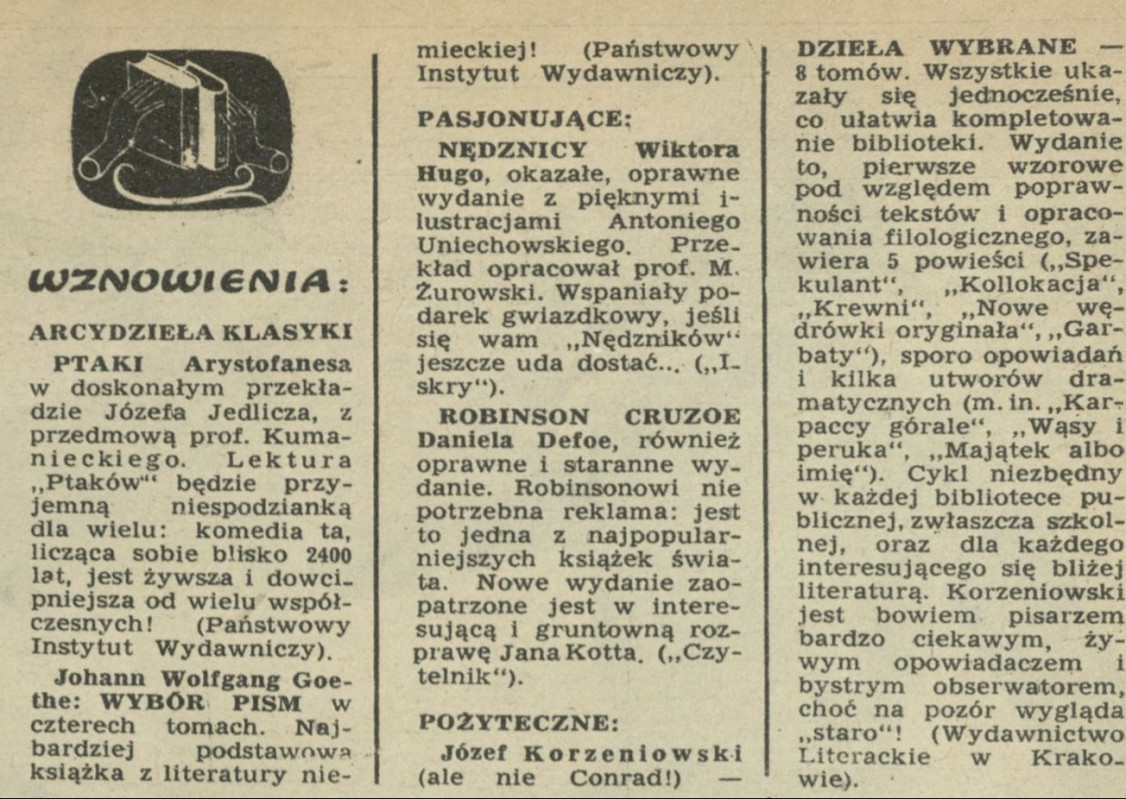 WZNOWIENIA:
ARCYDZIEŁA KLASYKI
PTAKI Arystofanesa
w doskonałym przekła-
dzie Józefa Jedlicza, z
przedmową prof. Kuma-
nieckiego. Lektura
„Ptaków“ będzie przy-
jemną niespodzianką
dla wielu: komedia ta,
licząca sobie blisko 2400
lat, jest żywsza i dowci-
pniejsza od wielu współ-
czesnych! (Państwowy
Instytut Wydawniczy).
Johann Wolfgang Goe-
the: WYBÓR PISM w
czterech tomach. Naj-
bardziej podstawowa
książka z literatury nie-
mieckiej! (Państwowy
Instytut Wydawniczy).
PASJONUJĄCE:
NĘDZNICY Wiktora
Hugo, okazałe, oprawne
wydanie z pięknymi i-
lustracjami Antoniego
Uniechowskiego. Prze-
kład opracował prof. M.
Żurowski. Wspaniały po-
darek gwiazdkowy, jeśli
się wam „Nędzników“
jeszcze uda dostać... („I-
skry“).
ROBINSON CRUZOE
Daniela Defoe, również
oprawne i staranne wy-
danie. Robinsonowi nie
potrzebna reklama: jest
to jedna z najpopular-
niejszych książek świa-
ta. Nowe wydanie zao-
patrzone jest w intere-
sującą i gruntowną roz-
prawę Jana Kotta. („Czy-
telnik“).
POŻYTECZNE:
Józef Korzeniowski
(ale nie Conrad!) —
DZIEŁA WYBRANE —
8 tomów. Wszystkie uka-
zały się jednocześnie,
co ułatwia kompletowa-
nie biblioteki. Wydanie
to, pierwsze wzorowe
pod względem popraw-
ności tekstów i opraco-
wania filologicznego, za-
wiera 5 powieści („Spe-
kulant“, „Kollokacja“,
„Krewni“, „Nowe wę-
drówki oryginała“, „Gar-
baty“), sporo opowiadań
i kilka utworów dra-
matycznych (m. in. „Kar-
paccy górale“, „Wąsy i
peruka“, „Majątek albo
imię“). Cykl niezbędny
w każdej bibliotece pu-
blicznej, zwłaszcza szkol-
nej, oraz dla każdego
interesującego się bliżej
literaturą. Korzeniowski
jest bowiem pisarzem
bardzo ciekawym, ży-
wym opowiadaczem i
bystrym obserwatorem,
choć na pozór wygląda
„staro“! (Wydawnictwo
Literackie w Krako-
wie).